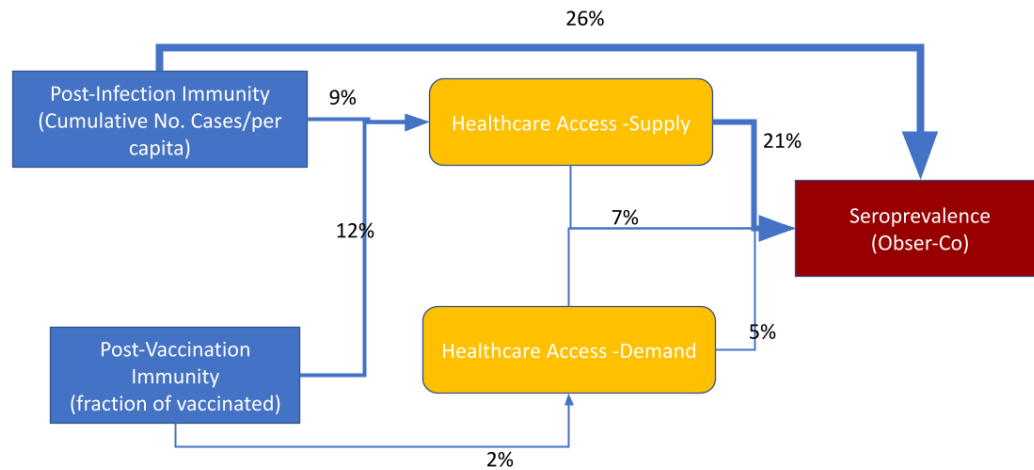 26%
Post-Infection Immunity
(Cumulative No. Cases/per
capita)
9%
Healthcare Access -Supply
21%
12%
7%
Seroprevalence
(Obser-Co)
Post-Vaccination
Immunity
(fraction of vaccinated)
Healthcare Access -Demand
5%
2%